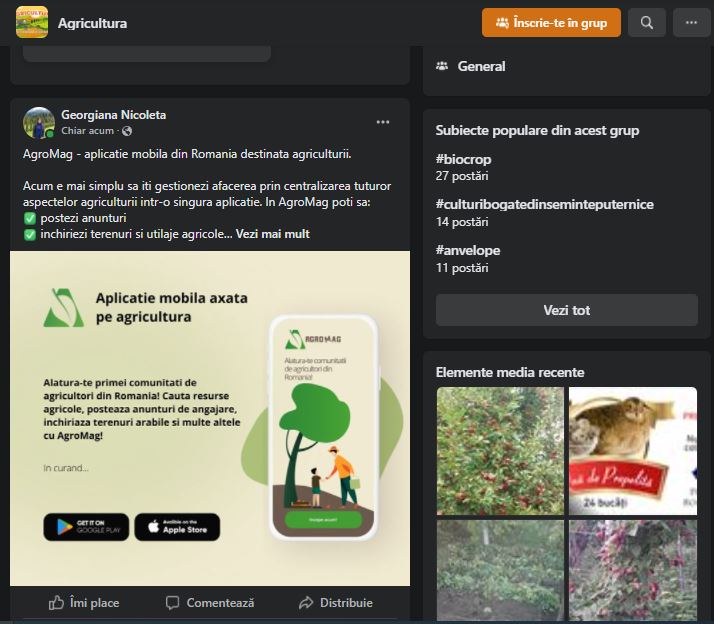 Agricultura
Înscrie-te în grup
General
Georgiana Nicoleta
Chiar acum ·
AgroMag - aplicatie mobila din Romania destinata agriculturii.
Acum e mai simplu sa iti gestionezi afacerea prin centralizarea tuturor
aspectelor agriculturii intr-o singura aplicatie. In AgroMag poti sa:
✅ postezi anunturi
✅ inchiriezi terenuri si utilaje agricole... Vezi mai mult
Aplicatie mobila axata
pe agricultura
Alatura-te primei comunitati de
agricultori din Romania! Cauta resurse
agricole, posteaza anunturi de angajare,
inchiriaza terenuri arabile si multe altele
cu AgroMag!
In curand...
GET IT ON
GOOGLE PLAY
Available on the
Apple Store
AGROMAG
Alatura-te comunitatii
de agricultori din
Romania!
Incepe acum!
Îmi place
Comentează
Distribuie
Subiecte populare din acest grup
#biocrop
27 postări
#culturibogatedinseminteputernice
14 postări
#anvelope
11 postări
Vezi tot
Elemente media recente
de Propolis
24 bucăți